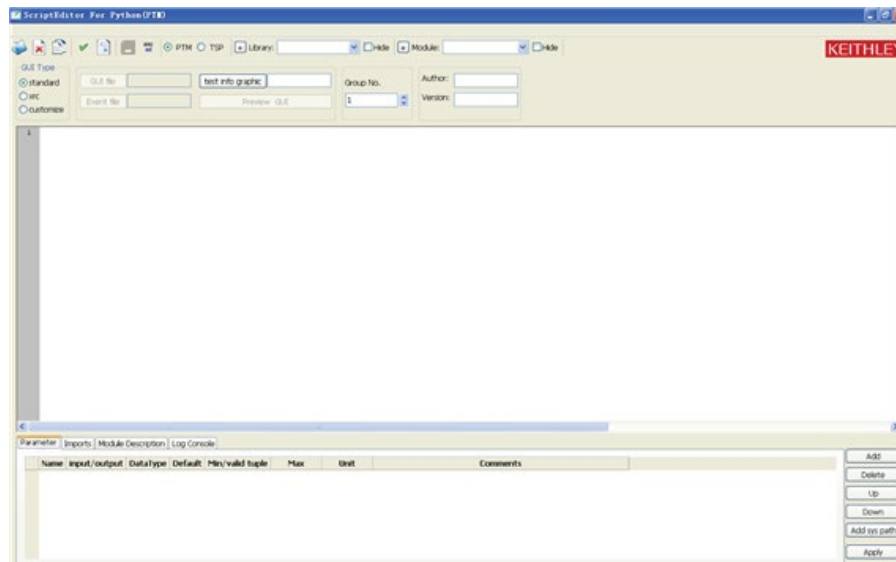 ScriptEditor For Python(PTM)
PTM TSP Library: Hide Module: Hide
KEITHLEY
GUI Type
standard GUI file test info graphic Group No. Author:
xrc Event file Preview GUI 1 Version:
customize
1
Parameter Imports Module Description Log Console
Name input/output DataType Default Min/valid tuple Max Unit Comments
Add
Delete
Up
Down
Add sys path
Apply